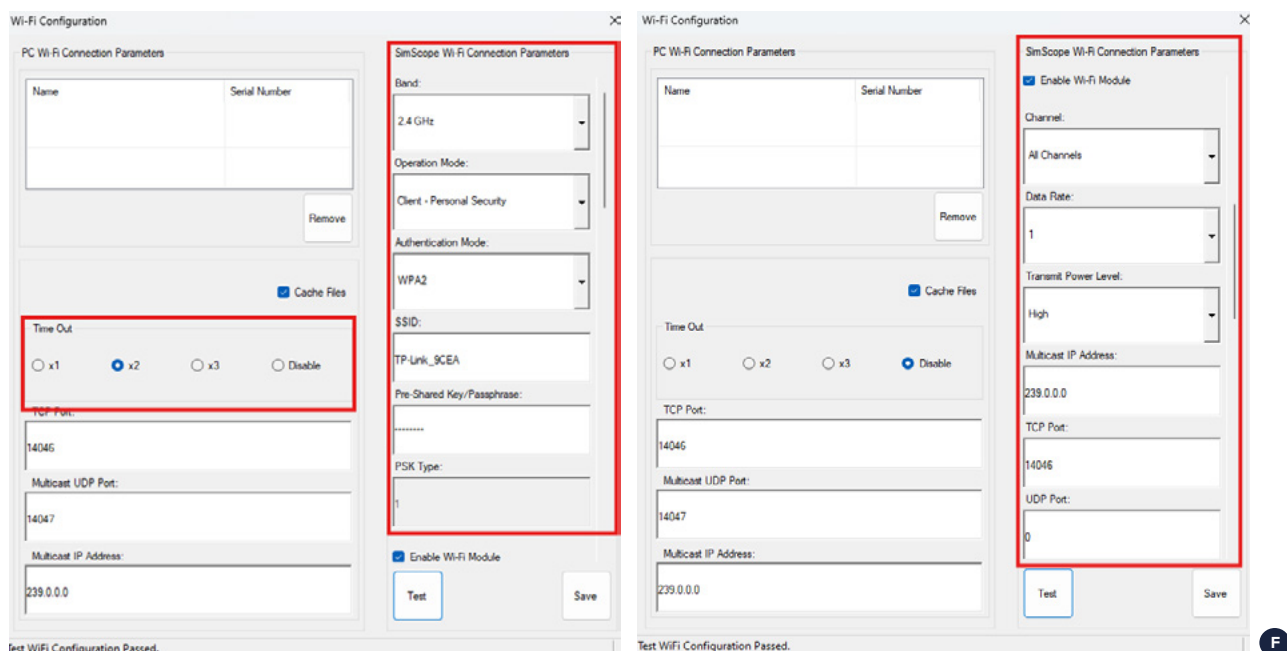 Wi-Fi Configuration
PC Wi-Fi Connection Parameters
Name Serial Number
Remove
Cache Files
Time Out
x1 x2 x3 Disable
TCP Port:
14046
Multicast UDP Port:
14047
Multicast IP Address:
239.0.0.0
SimScope Wi-Fi Connection Parameters
Band:
2.4 GHz
Operation Mode:
Client - Personal Security
Authentication Mode:
WPA2
SSID:
TP-Link_9CEA
Pre-Shared Key/Passphrase:
--------
PSK Type:
1
Enable Wi-Fi Module
Test Save
Test WiFi Configuration Passed.
Wi-Fi Configuration
PC Wi-Fi Connection Parameters
Name Serial Number
Remove
Cache Files
Time Out
x1 x2 x3 Disable
TCP Port:
14046
Multicast UDP Port:
14047
Multicast IP Address:
239.0.0.0
SimScope Wi-Fi Connection Parameters
Enable Wi-Fi Module
Channel:
All Channels
Data Rate:
1
Transmit Power Level:
High
Multicast IP Address:
239.0.0.0
TCP Port:
14046
UDP Port:
0
Test Save
Test WiFi Configuration Passed.
F